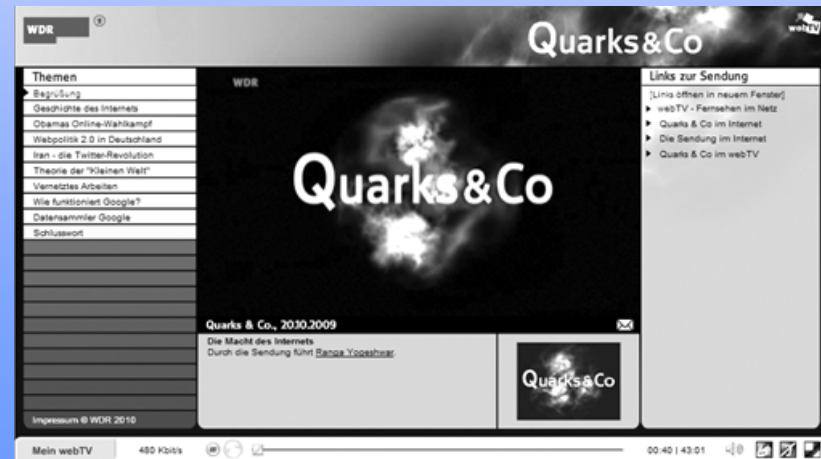 WDR
Quarks&Co
webTV
Themen
Begrüßung
Geschichte des Internets
Obamas Online-Wahlkampf
Webpolitik 2.0 in Deutschland
Iran - die Twitter-Revolution
Theorie der "Kleinen Welt"
Vernetztes Arbeiten
Wie funktioniert Google?
Datensammler Google
Schlusswort
Impressum © WDR 2010
WDR
Quarks&Co
Quarks & Co., 20.10.2009
Die Macht des Internets
Durch die Sendung führt Ranga Yogeshwar.
Quarks&Co
Links zur Sendung
[Links öffnen in neuem Fenster]
webTV - Fernsehen im Netz
Quarks & Co im Internet
Die Sendung im Internet
Quarks & Co im webTV
Mein webTV
480 Kbit/s
00:40 | 43:01